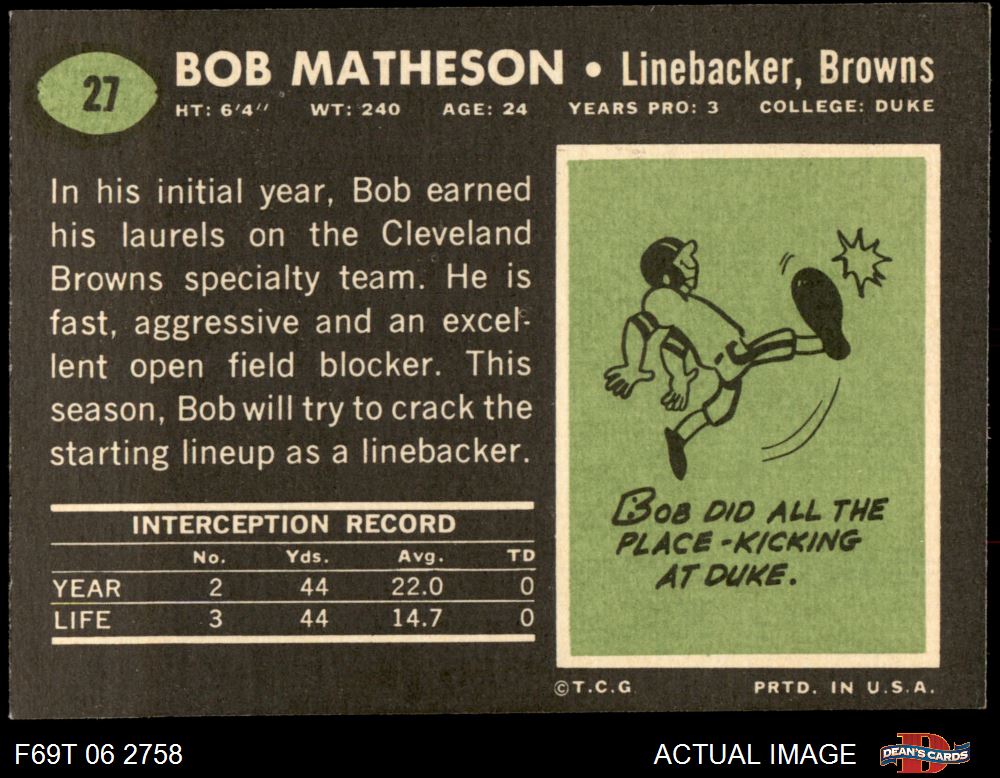 27
BOB MATHESON • Linebacker, Browns
HT: 6'4" WT: 240 AGE: 24 YEARS PRO: 3 COLLEGE: DUKE
In his initial year, Bob earned
his laurels on the Cleveland
Browns specialty team. He is
fast, aggressive and an excel-
lent open field blocker. This
season, Bob will try to crack the
starting lineup as a linebacker.
INTERCEPTION RECORD
No. Yds. Avg. TD
YEAR 2 44 22.0 0
LIFE 3 44 14.7 0
BOB DID ALL THE
PLACE-KICKING
AT DUKE.
©T.C.G. PRTD. IN U.S.A.
F69T 06 2758
ACTUAL IMAGE
DEAN'S CARDS